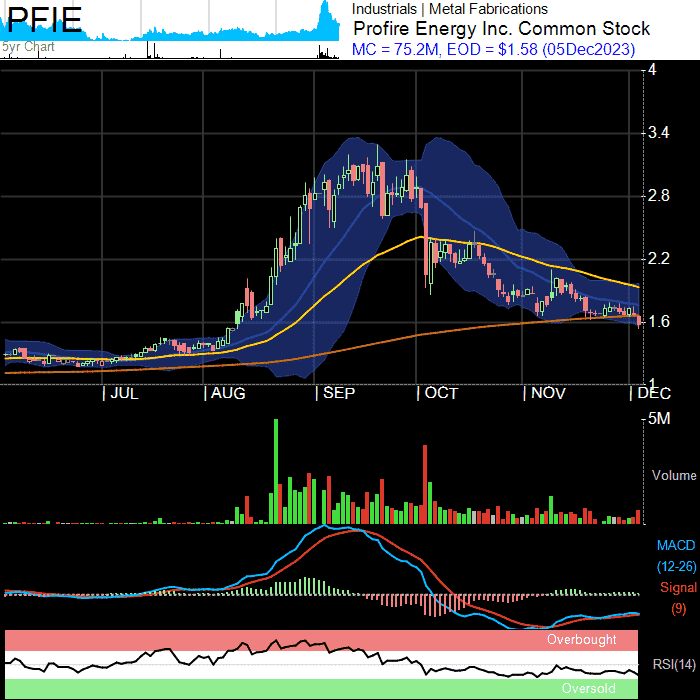 PFIE
5yr Chart
Industrials | Metal Fabrications
Profire Energy Inc. Common Stock
MC = 75.2M, EOD = $1.58 (05Dec2023)
4
3.4
2.8
2.2
1.6
1
| JUL
| AUG
| SEP
| OCT
| NOV
| DEC
5M
Volume
MACD
(12-26)
Signal
(9)
Overbought
RSI(14)
Oversold